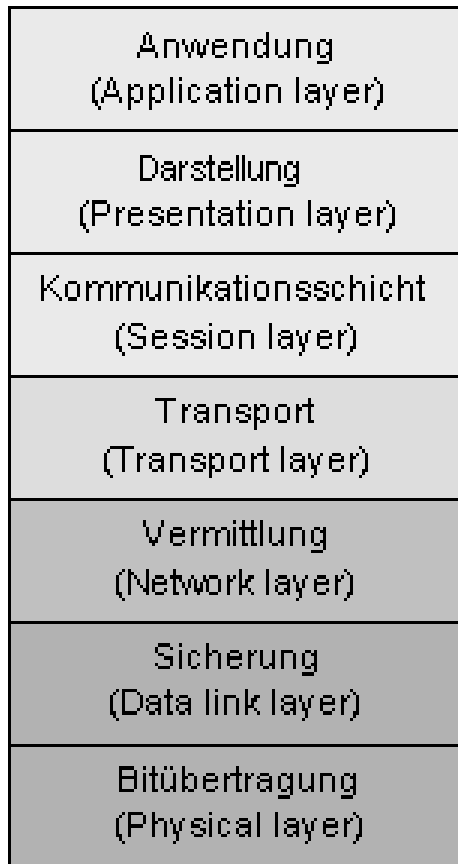 Anwendung
(Application layer)
Darstellung
(Presentation layer)
Kommunikationsschicht
(Session layer)
Transport
(Transport layer)
Vermittlung
(Network layer)
Sicherung
(Data link layer)
Bitübertragung
(Physical layer)